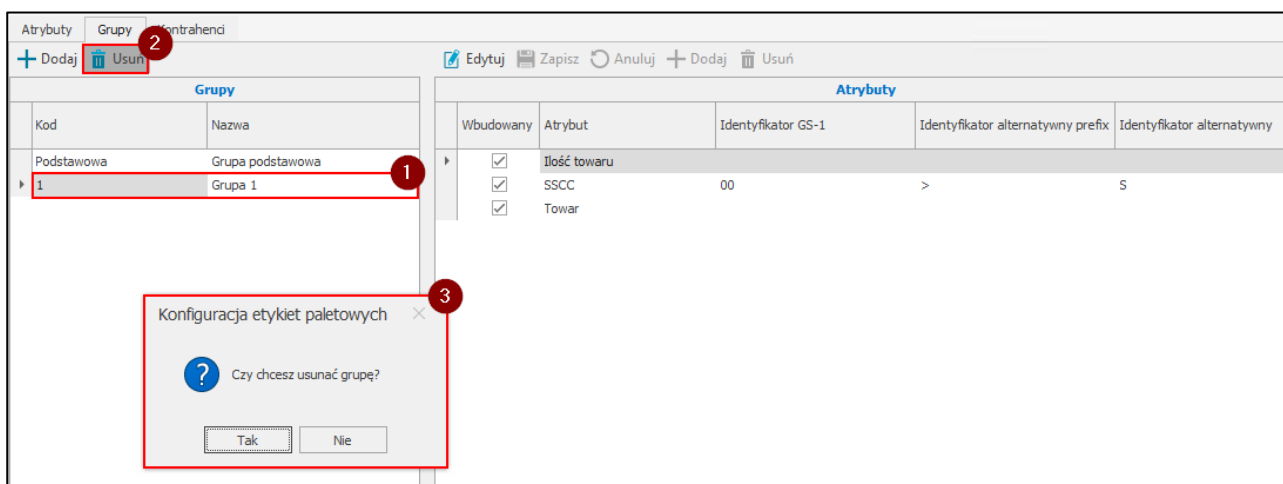 Atrybuty Grupy Kontrahenci
2
Dodaj Usuń Edytuj Zapisz Anuluj Dodaj Usuń
Grupy Atrybuty
Kod Nazwa Wbudowany Atrybut Identyfikator GS-1 Identyfikator alternatywny prefix Identyfikator alternatywny
Podstawowa Grupa podstawowa Ilość towaru
1
1 Grupa 1 SSCC 00 > S
Towar
3
Konfiguracja etykiet paletowych
? Czy chcesz usunać grupę?
Tak Nie